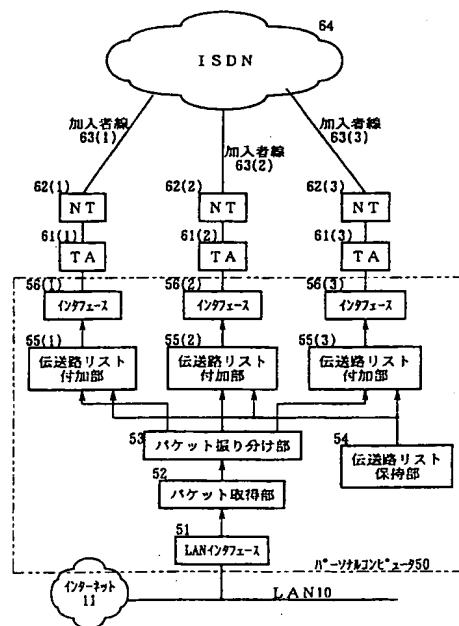 64
ISDN
加入者線
63(1)
加入者線
63(2)
加入者線
63(3)
62(1)
NT
62(2)
NT
62(3)
NT
61(1)
TA
61(2)
TA
61(3)
TA
56(1)
インタフェース
56(2)
インタフェース
56(3)
インタフェース
55(1)
伝送路リスト
付加部
55(2)
伝送路リスト
付加部
55(3)
伝送路リスト
付加部
53
パケット振り分け部
54
伝送路リスト
保持部
52
パケット取得部
51
LANインタフェース
パーソナルコンピュータ50
インターネット
11
LAN10